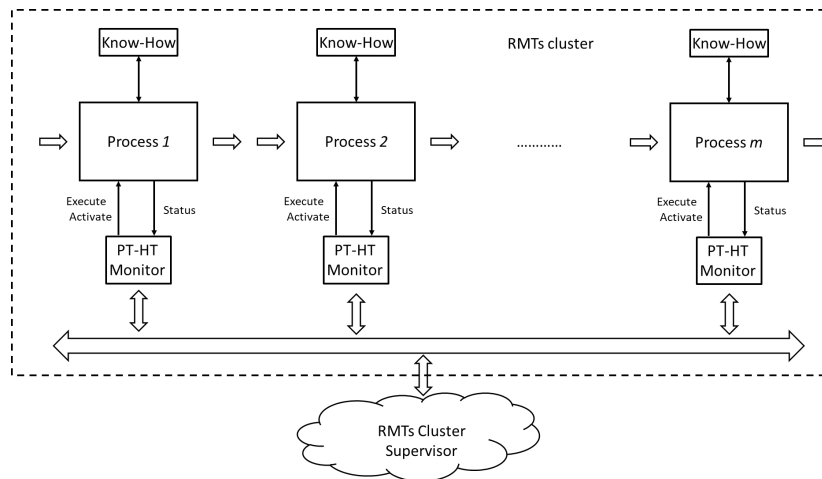 Know-How
Know-How
RMTs cluster
Know-How
Process 1
Process 2
............
Process m
Execute
Activate
Status
Execute
Activate
Status
Execute
Activate
Status
PT-HT
Monitor
PT-HT
Monitor
PT-HT
Monitor
RMTs Cluster
Supervisor